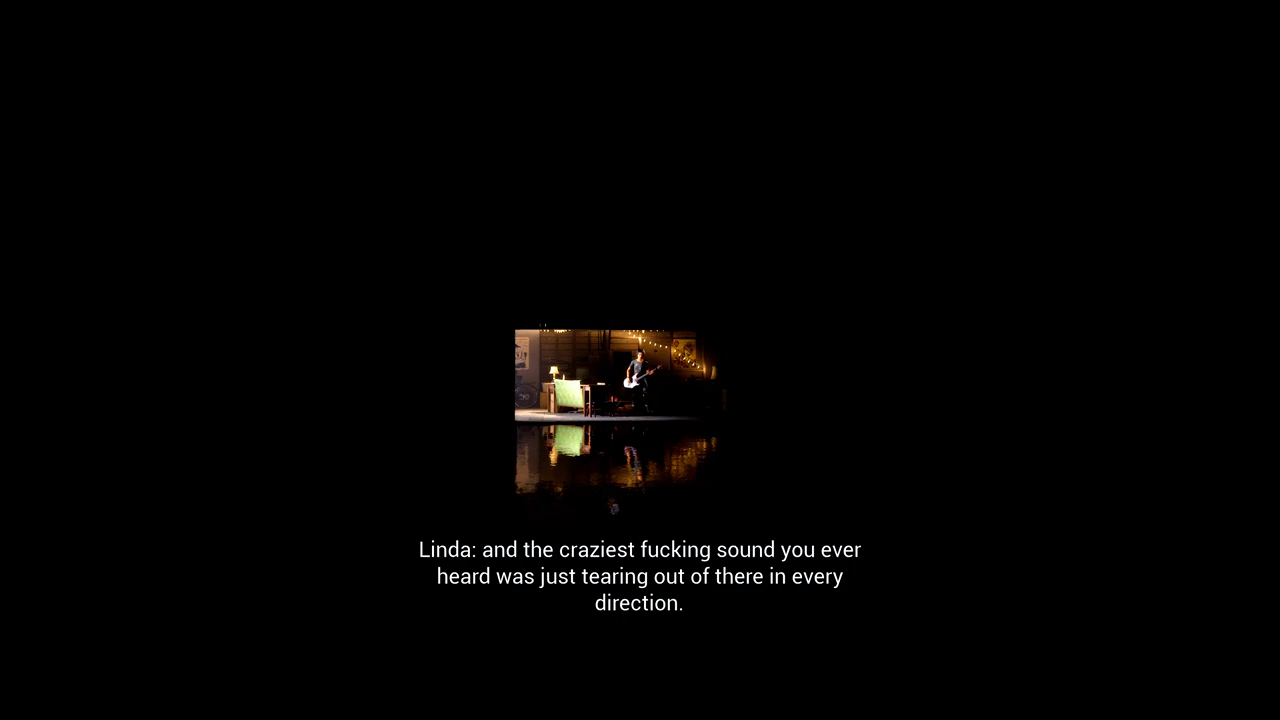 Linda: and the craziest fucking sound you ever
heard was just tearing out of there in every
direction.